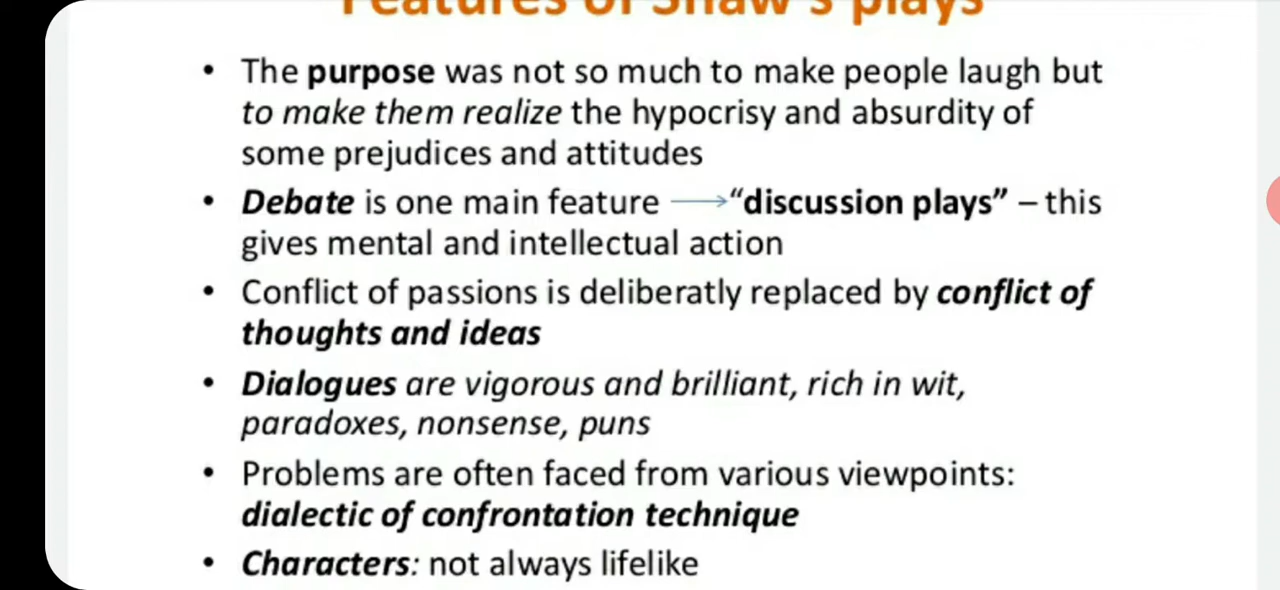 Features of Shaw's plays
• The purpose was not so much to make people laugh but
to make them realize the hypocrisy and absurdity of
some prejudices and attitudes
• Debate is one main feature ⟶ “discussion plays” – this
gives mental and intellectual action
• Conflict of passions is deliberatly replaced by conflict of
thoughts and ideas
• Dialogues are vigorous and brilliant, rich in wit,
paradoxes, nonsense, puns
• Problems are often faced from various viewpoints:
dialectic of confrontation technique
• Characters: not always lifelike